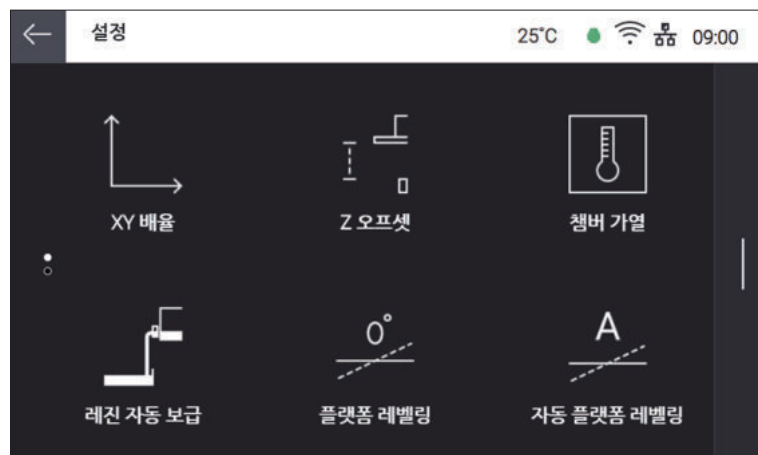 설정
25°C
09:00
XY 배율
Z 오프셋
챔버 가열
0°
A
레진 자동 보급
플랫폼 레벨링
자동 플랫폼 레벨링